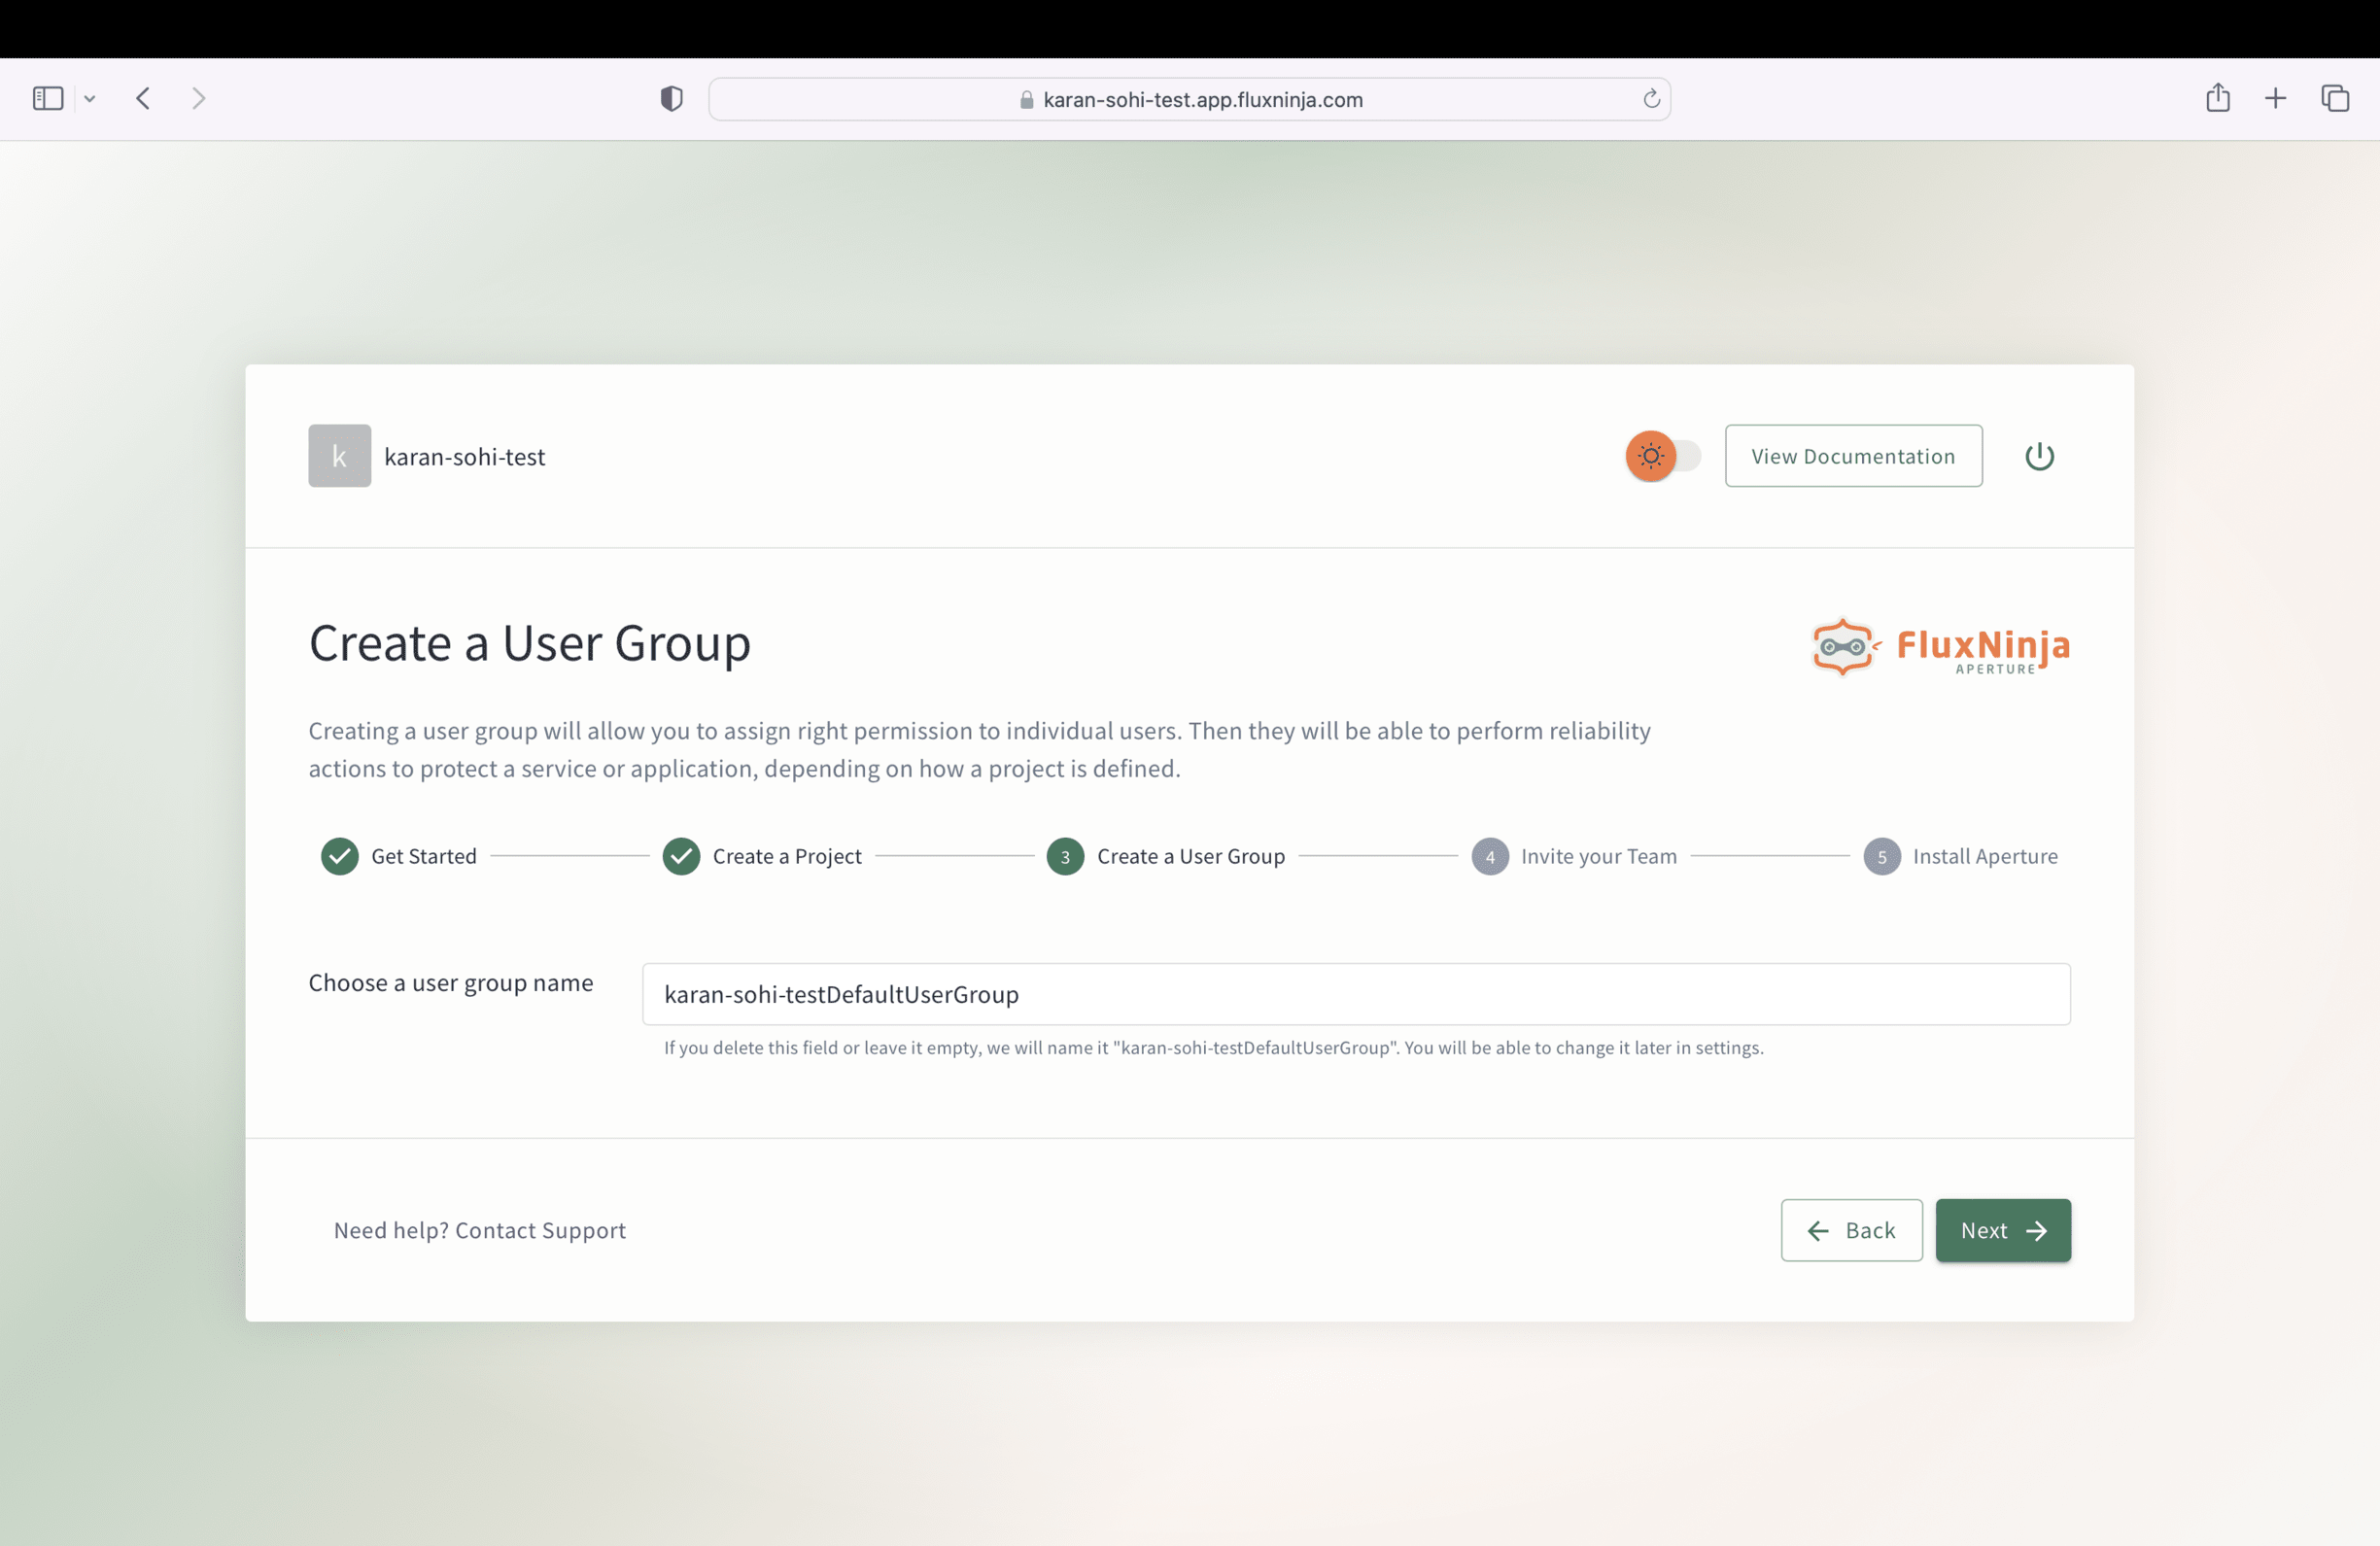 karan-sohi-test.app.fluxninja.com
k
karan-sohi-test
View Documentation
Create a User Group
FluxNinja
APERTURE
Creating a user group will allow you to assign right permission to individual users. Then they will be able to perform reliability
actions to protect a service or application, depending on how a project is defined.
Get Started
Create a Project
3
Create a User Group
4
Invite your Team
5
Install Aperture
Choose a user group name
karan-sohi-testDefaultUserGroup
If you delete this field or leave it empty, we will name it "karan-sohi-testDefaultUserGroup". You will be able to change it later in settings.
Need help? Contact Support
Back
Next